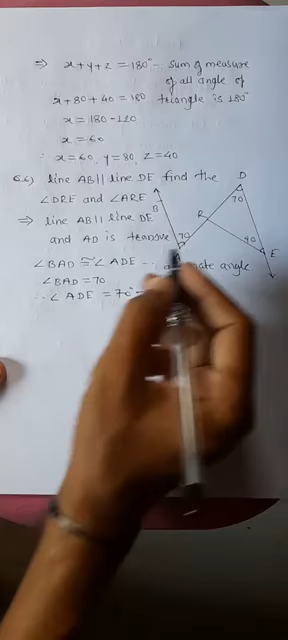 ⇒ x + y + z = 180° - sum of measure
of all angle of
x + 80 + 40 = 180 triangle is 180°
x = 180 - 120
x = 60
∴ x = 60, y = 80, z = 40
line AB || line DE find the
∠DRE and ∠ARE
⇒ line AB || line DE
and AD is
∠BAD ≅ ∠ADE - angle
∠BAD = 70
∴ ∠ADE = 70° -
D
70
B
R
70
40
E